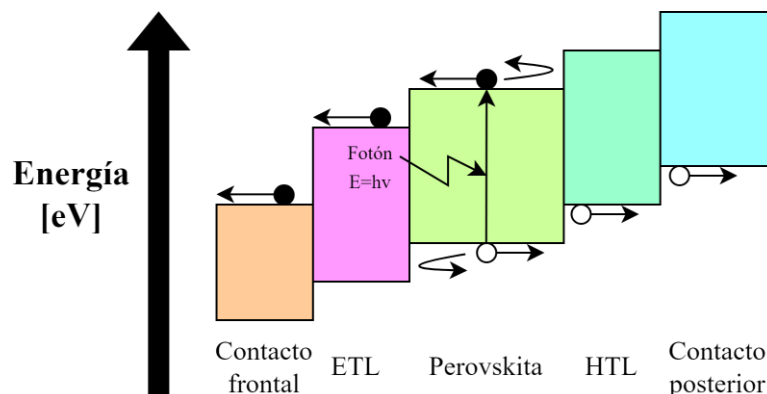 Energía
[eV]
Fotón
E=hv
Contacto
frontal
ETL
Perovskita
HTL
Contacto
posterior